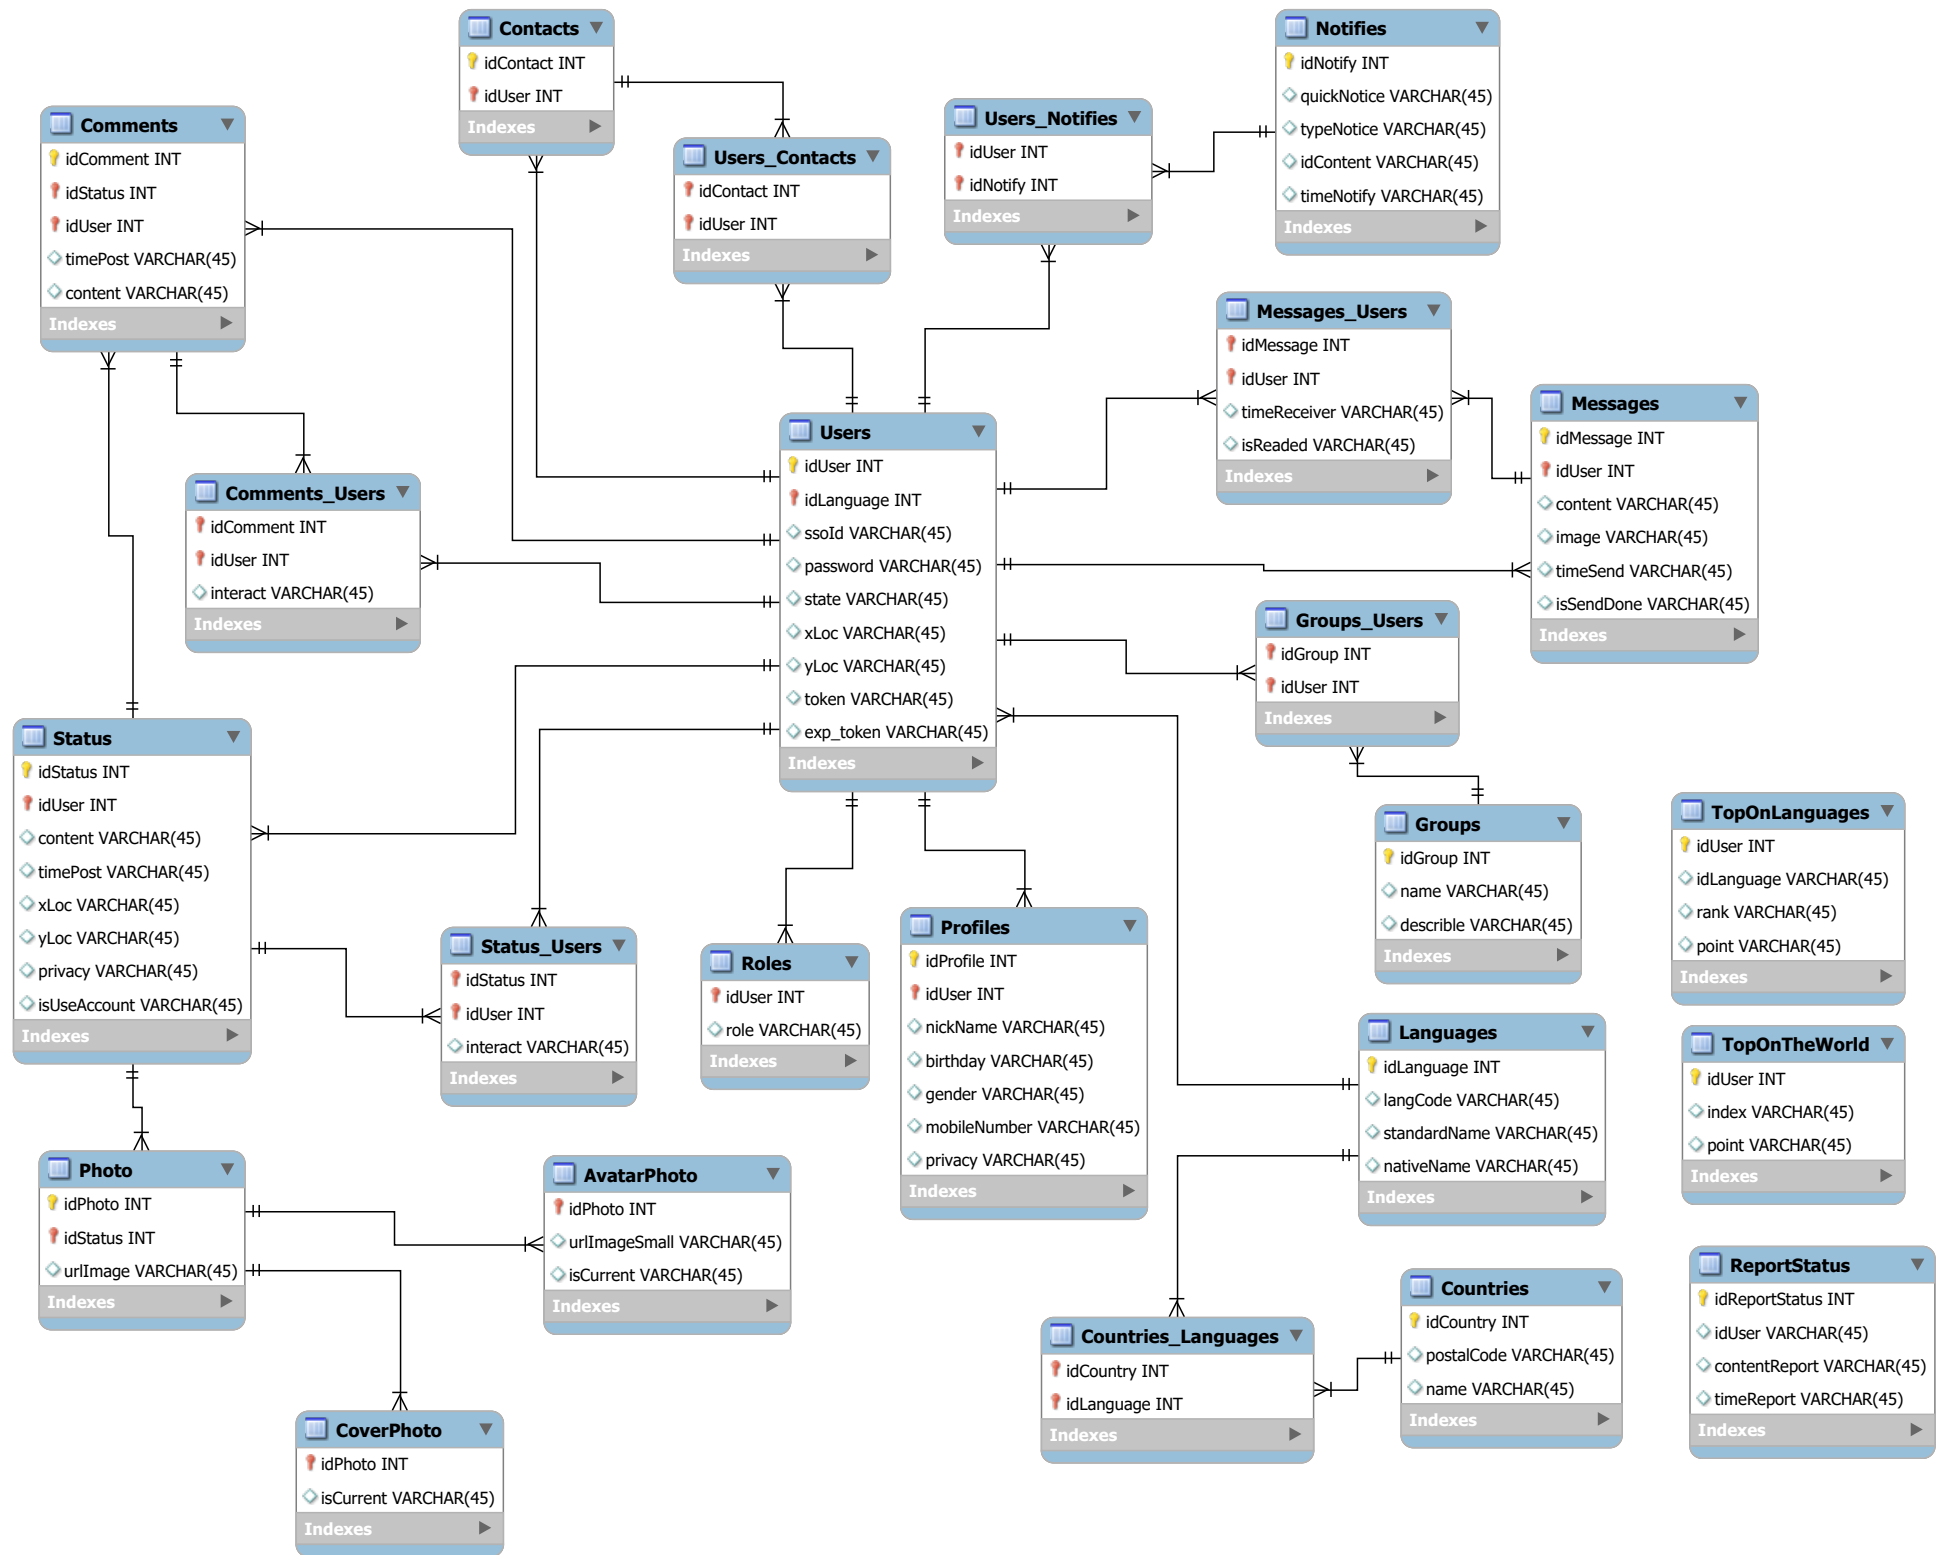 Contacts
idContact INT
idUser INT
Indexes
Notifies
idNotify INT
quickNotice VARCHAR(45)
typeNotice VARCHAR(45)
idContent VARCHAR(45)
timeNotify VARCHAR(45)
Indexes
Comments
idComment INT
idStatus INT
idUser INT
timePost VARCHAR(45)
content VARCHAR(45)
Indexes
Users_Contacts
idContact INT
idUser INT
Indexes
Users_Notifies
idUser INT
idNotify INT
Indexes
Messages_Users
idMessage INT
idUser INT
timeReceiver VARCHAR(45)
isReaded VARCHAR(45)
Indexes
Messages
idMessage INT
idUser INT
content VARCHAR(45)
image VARCHAR(45)
timeSend VARCHAR(45)
isSendDone VARCHAR(45)
Indexes
Users
idUser INT
idLanguage INT
ssoId VARCHAR(45)
password VARCHAR(45)
state VARCHAR(45)
xLoc VARCHAR(45)
yLoc VARCHAR(45)
token VARCHAR(45)
exp_token VARCHAR(45)
Indexes
Comments_Users
idComment INT
idUser INT
interact VARCHAR(45)
Indexes
Groups_Users
idGroup INT
idUser INT
Indexes
Status
idStatus INT
idUser INT
content VARCHAR(45)
timePost VARCHAR(45)
xLoc VARCHAR(45)
yLoc VARCHAR(45)
privacy VARCHAR(45)
isUseAccount VARCHAR(45)
Indexes
Groups
idGroup INT
name VARCHAR(45)
describle VARCHAR(45)
Indexes
TopOnLanguages
idUser INT
idLanguage VARCHAR(45)
rank VARCHAR(45)
point VARCHAR(45)
Indexes
Status_Users
idStatus INT
idUser INT
interact VARCHAR(45)
Indexes
Roles
idUser INT
role VARCHAR(45)
Indexes
Profiles
idProfile INT
idUser INT
nickName VARCHAR(45)
birthday VARCHAR(45)
gender VARCHAR(45)
mobileNumber VARCHAR(45)
privacy VARCHAR(45)
Indexes
Languages
idLanguage INT
langCode VARCHAR(45)
standardName VARCHAR(45)
nativeName VARCHAR(45)
Indexes
TopOnTheWorld
idUser INT
index VARCHAR(45)
point VARCHAR(45)
Indexes
Photo
idPhoto INT
idStatus INT
urlImage VARCHAR(45)
Indexes
AvatarPhoto
idPhoto INT
urlImageSmall VARCHAR(45)
isCurrent VARCHAR(45)
Indexes
Countries_Languages
idCountry INT
idLanguage INT
Indexes
Countries
idCountry INT
postalCode VARCHAR(45)
name VARCHAR(45)
Indexes
ReportStatus
idReportStatus INT
idUser VARCHAR(45)
contentReport VARCHAR(45)
timeReport VARCHAR(45)
Indexes
CoverPhoto
idPhoto INT
isCurrent VARCHAR(45)
Indexes